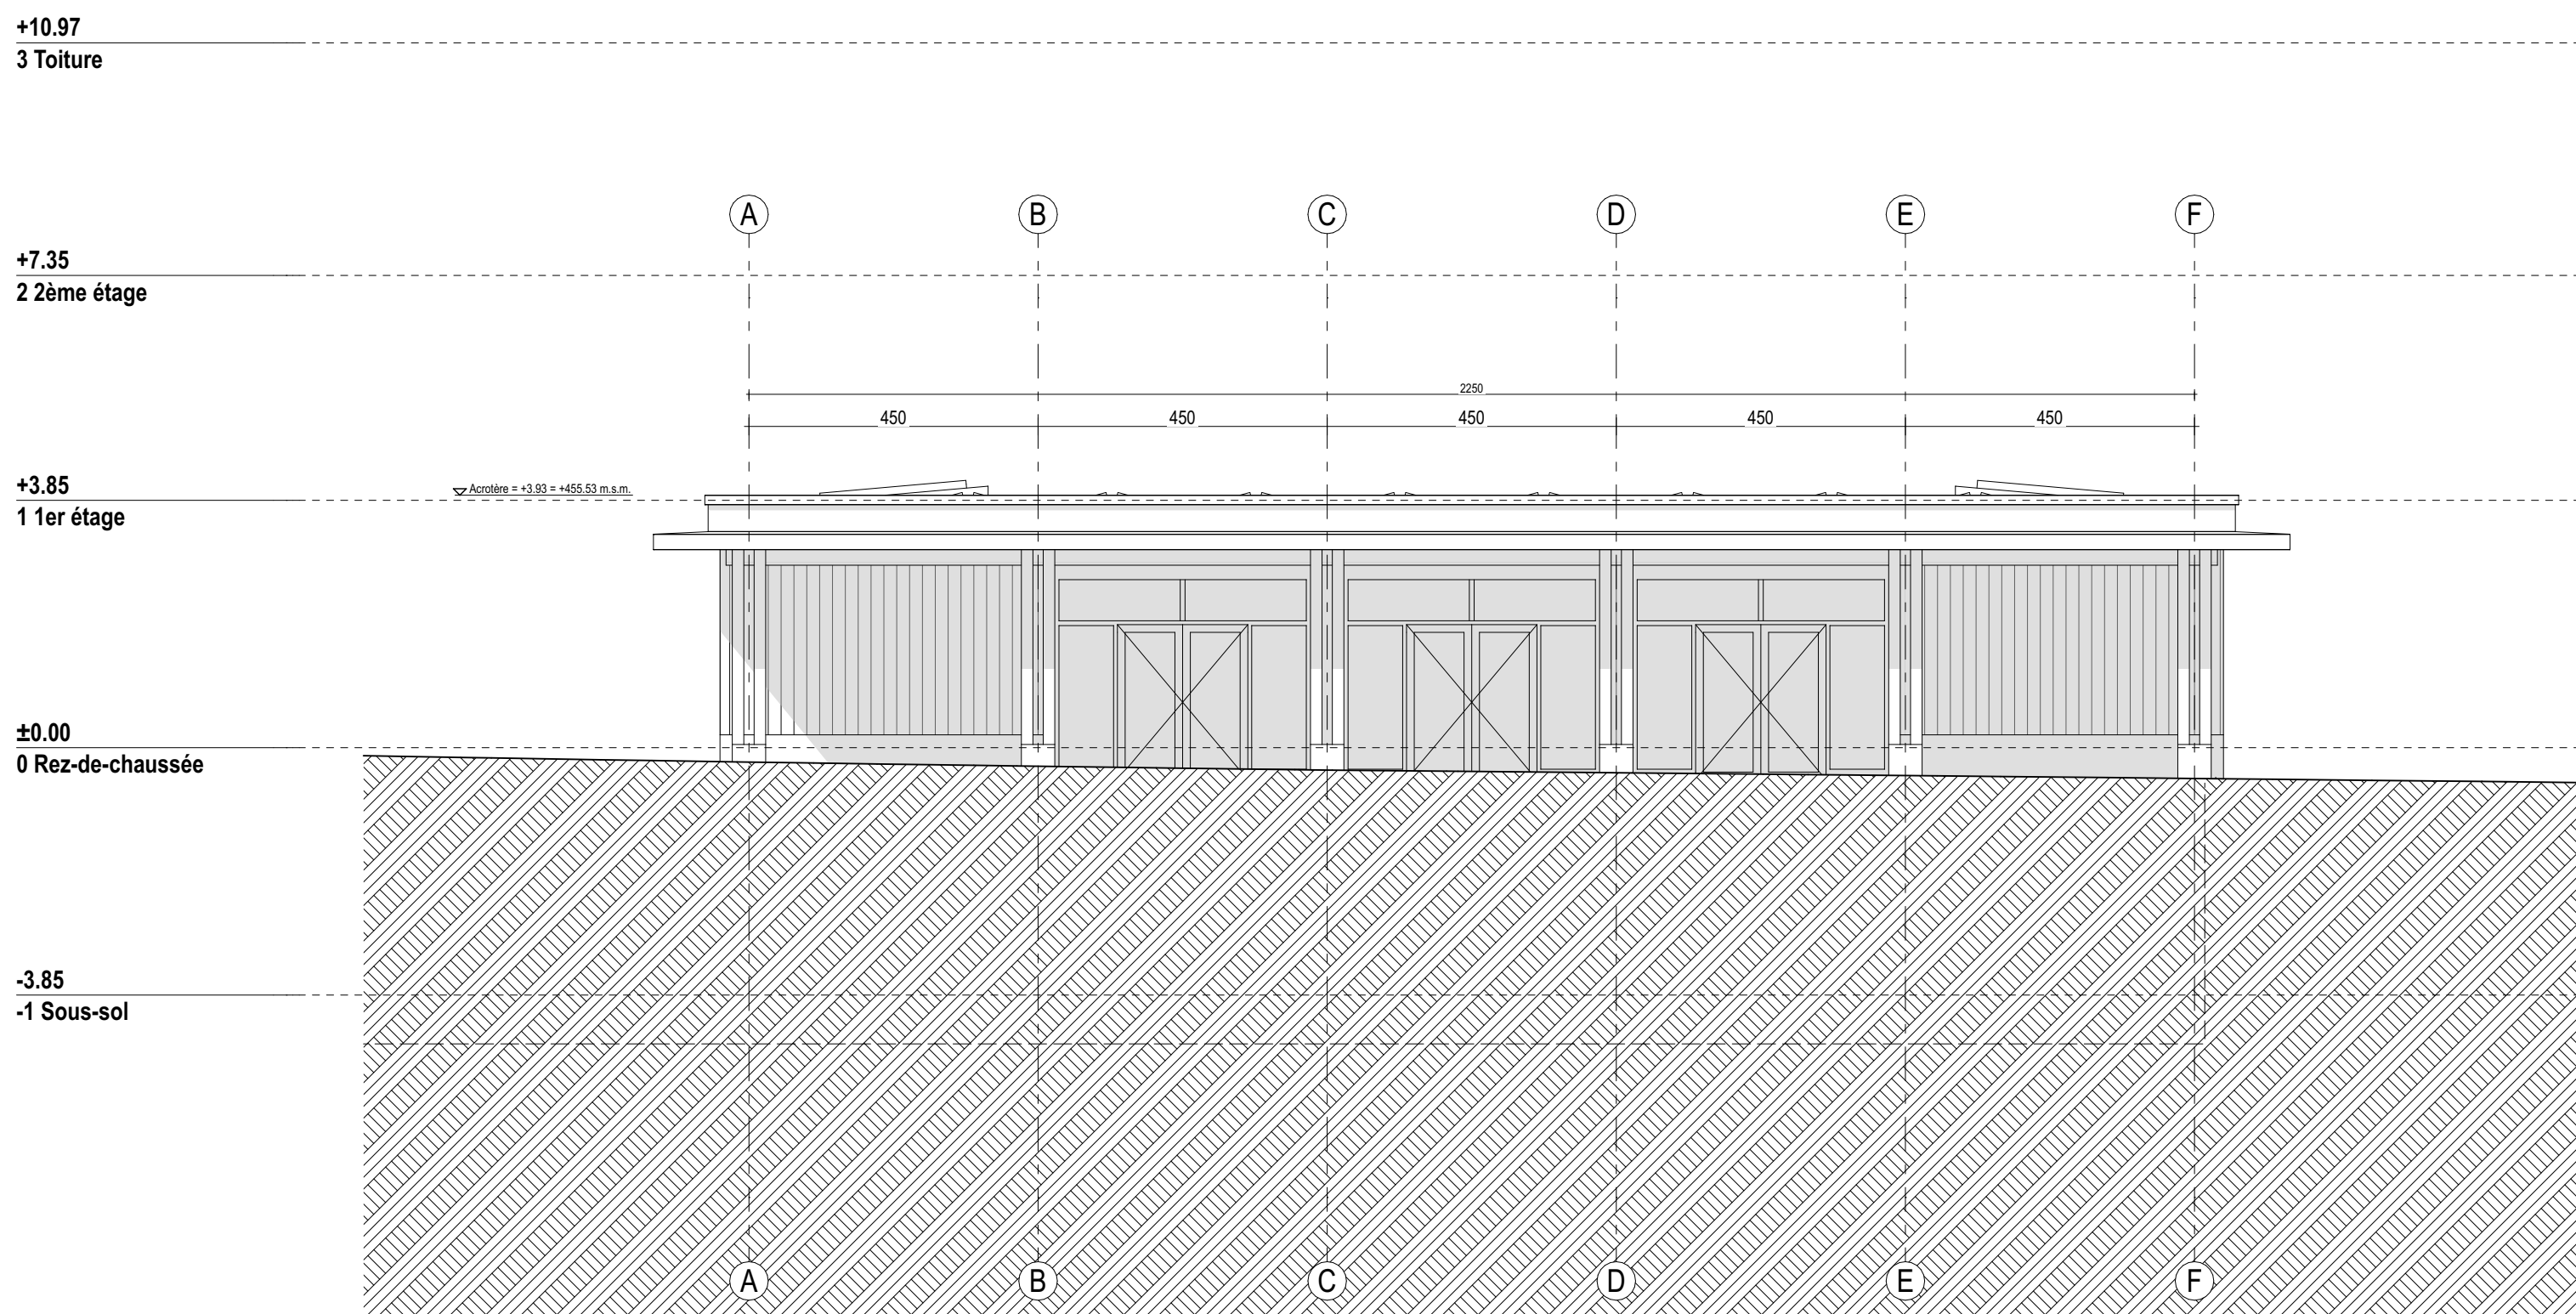 +10.97
3 Toiture
A B C D E F
+7.35
2 2ème étage
2250
450 450 450 450 450
+3.85
1 1er étage
Acrotère = +3.93 = +455.53 m.s.m.
±0.00
0 Rez-de-chaussée
-3.85
-1 Sous-sol
A B C D E F